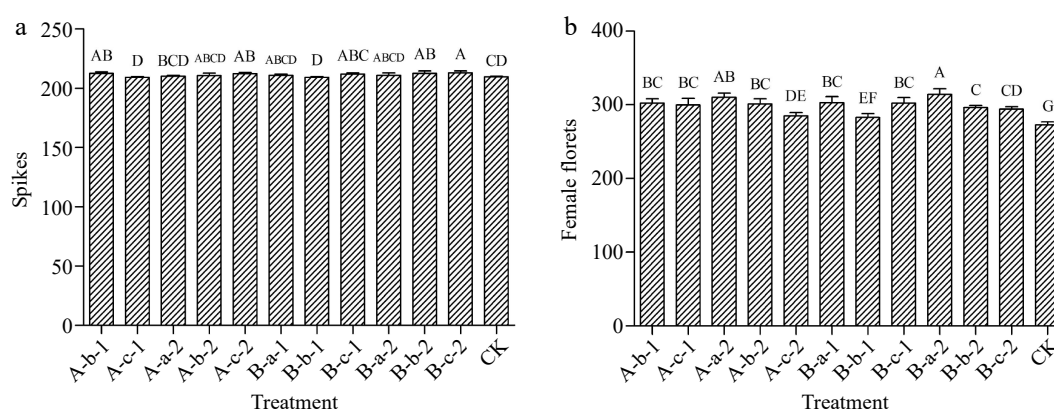 a
250
200
150
100
50
0
Spikes
AB D BCD ABCD AB ABCD D ABC ABCD AB A CD
A-b-1 A-c-1 A-a-2 A-b-2 A-c-2 B-a-1 B-b-1 B-c-1 B-a-2 B-b-2 B-c-2 CK
Treatment
b
400
300
200
100
0
Female florets
BC BC AB BC DE BC EF BC A C CD G
A-b-1 A-c-1 A-a-2 A-b-2 A-c-2 B-a-1 B-b-1 B-c-1 B-a-2 B-b-2 B-c-2 CK
Treatment